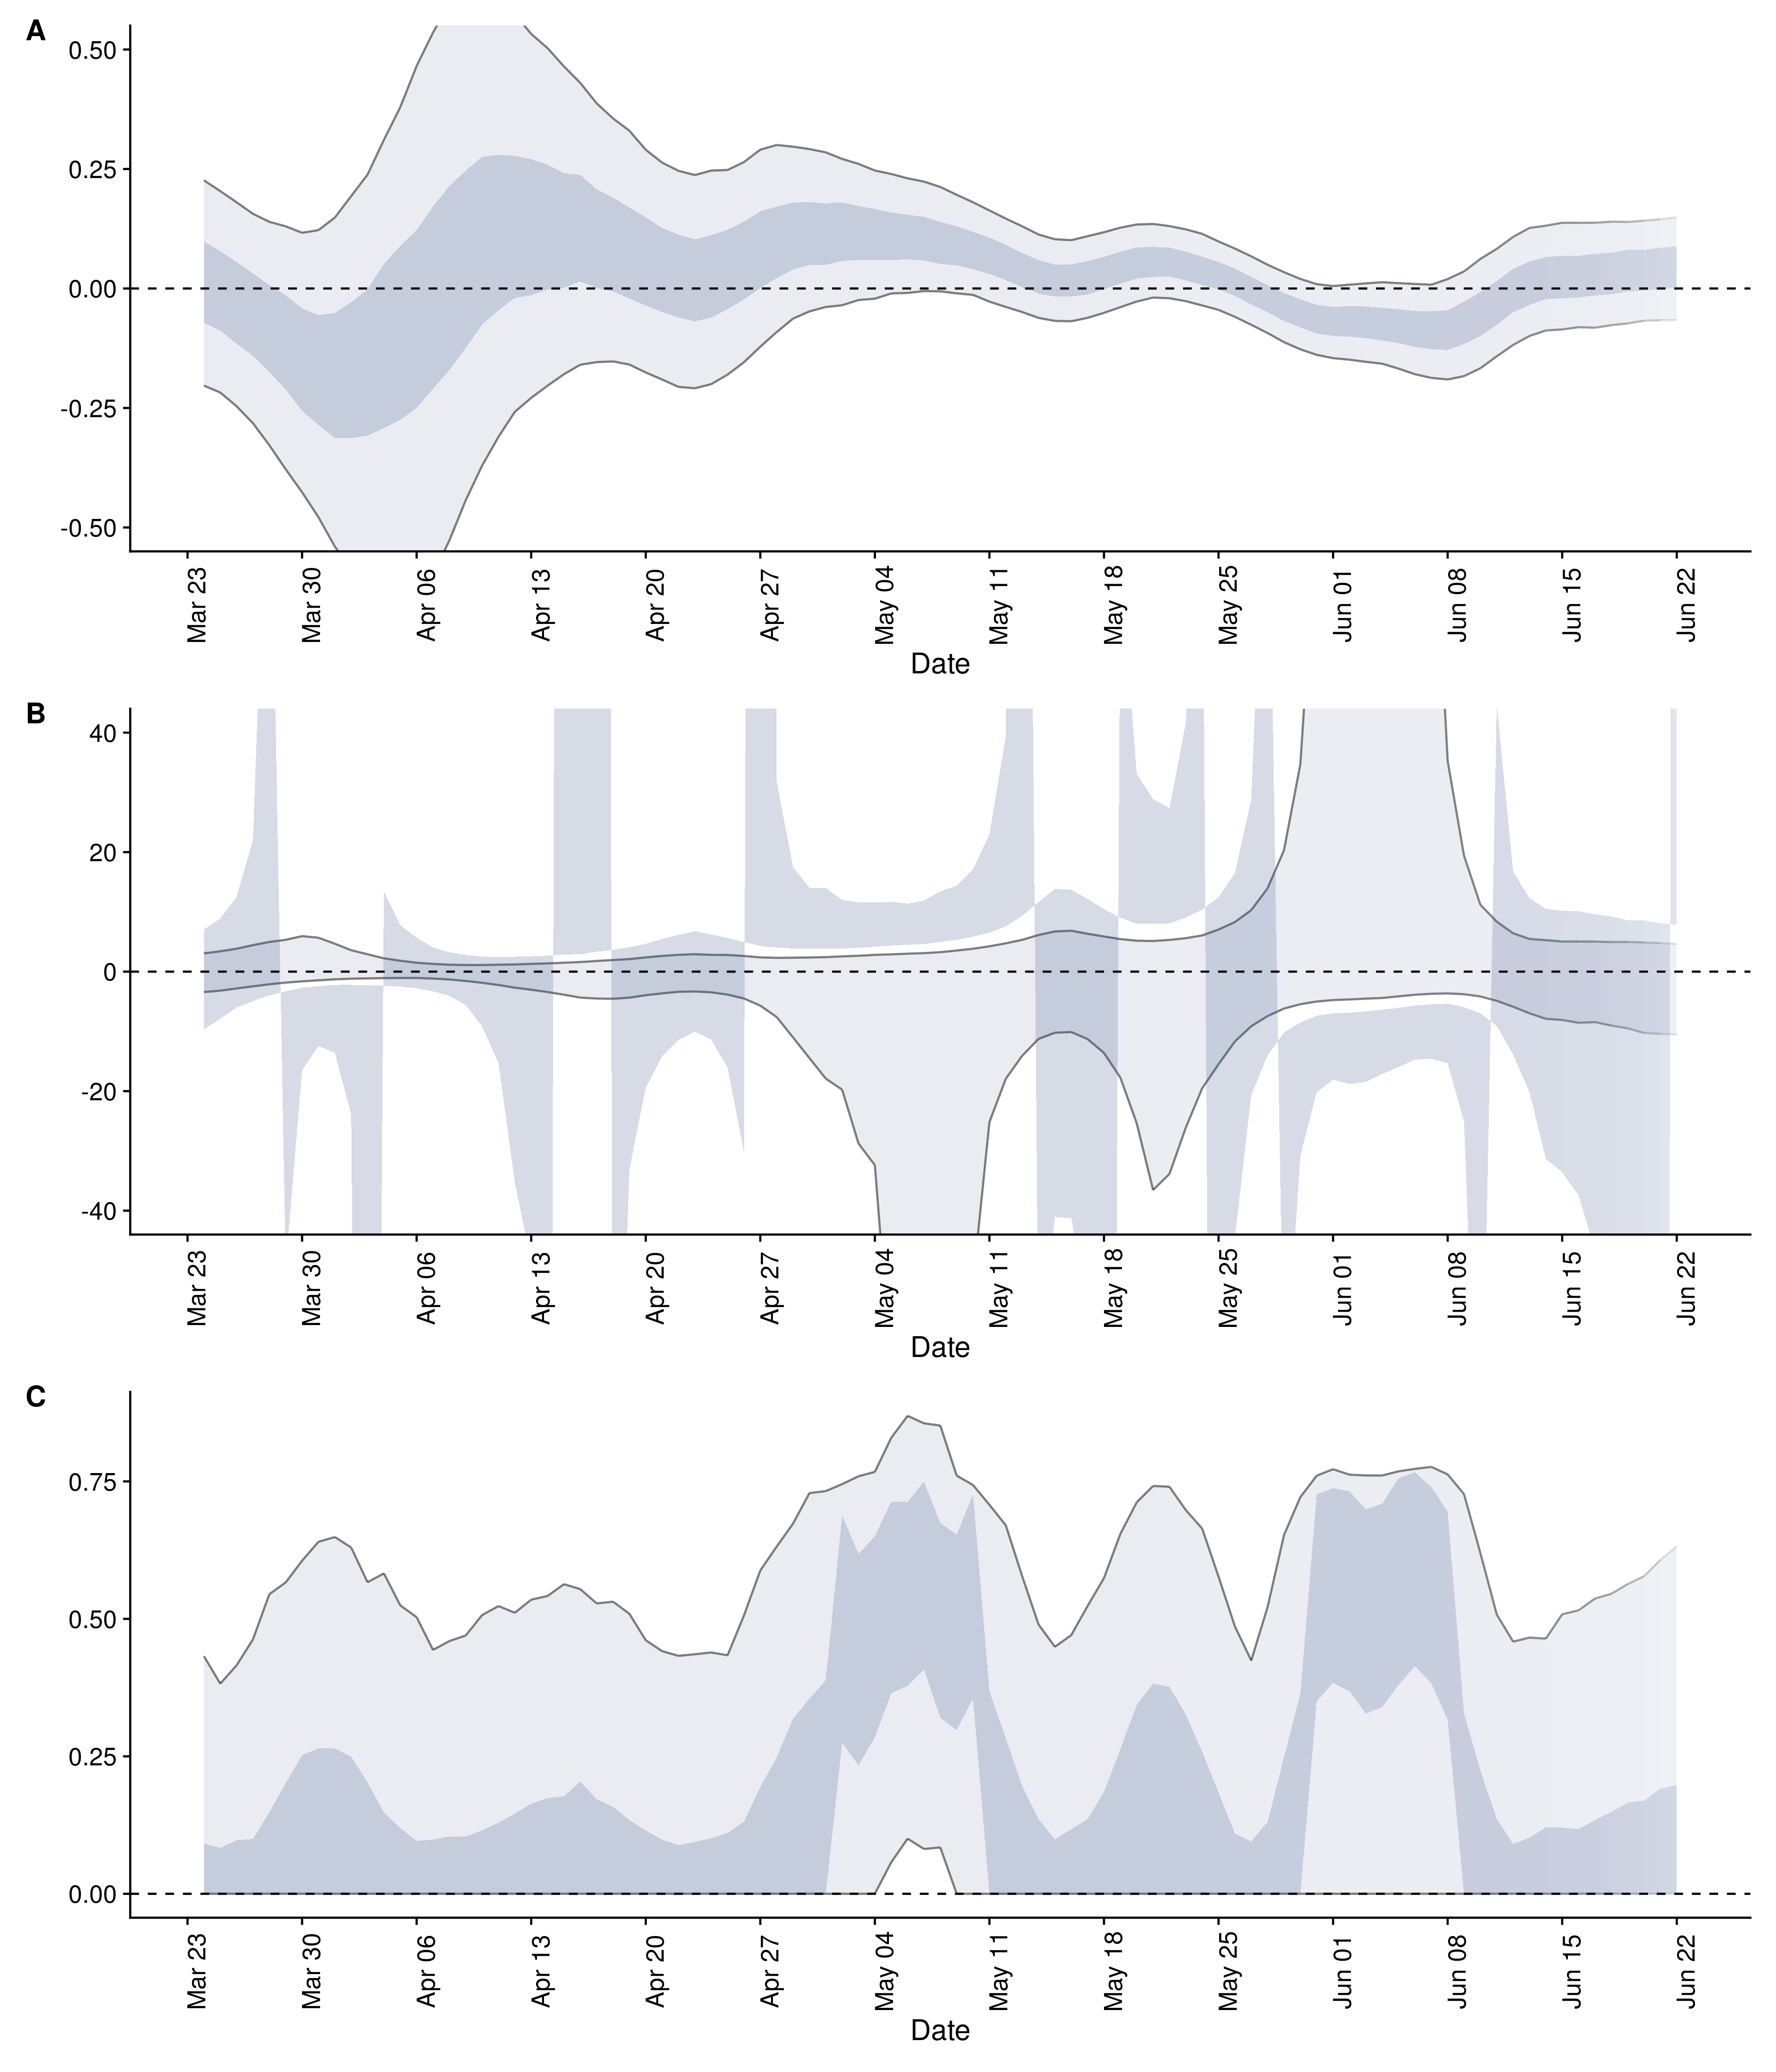 A
0.50
0.25
0.00
-0.25
-0.50
Mar 23
Mar 30
Apr 06
Apr 13
Apr 20
Apr 27
May 04
May 11
May 18
May 25
Jun 01
Jun 08
Jun 15
Jun 22
Date
B
40
20
0
-20
-40
Mar 23
Mar 30
Apr 06
Apr 13
Apr 20
Apr 27
May 04
May 11
May 18
May 25
Jun 01
Jun 08
Jun 15
Jun 22
Date
C
0.75
0.50
0.25
0.00
Mar 23
Mar 30
Apr 06
Apr 13
Apr 20
Apr 27
May 04
May 11
May 18
May 25
Jun 01
Jun 08
Jun 15
Jun 22
Date